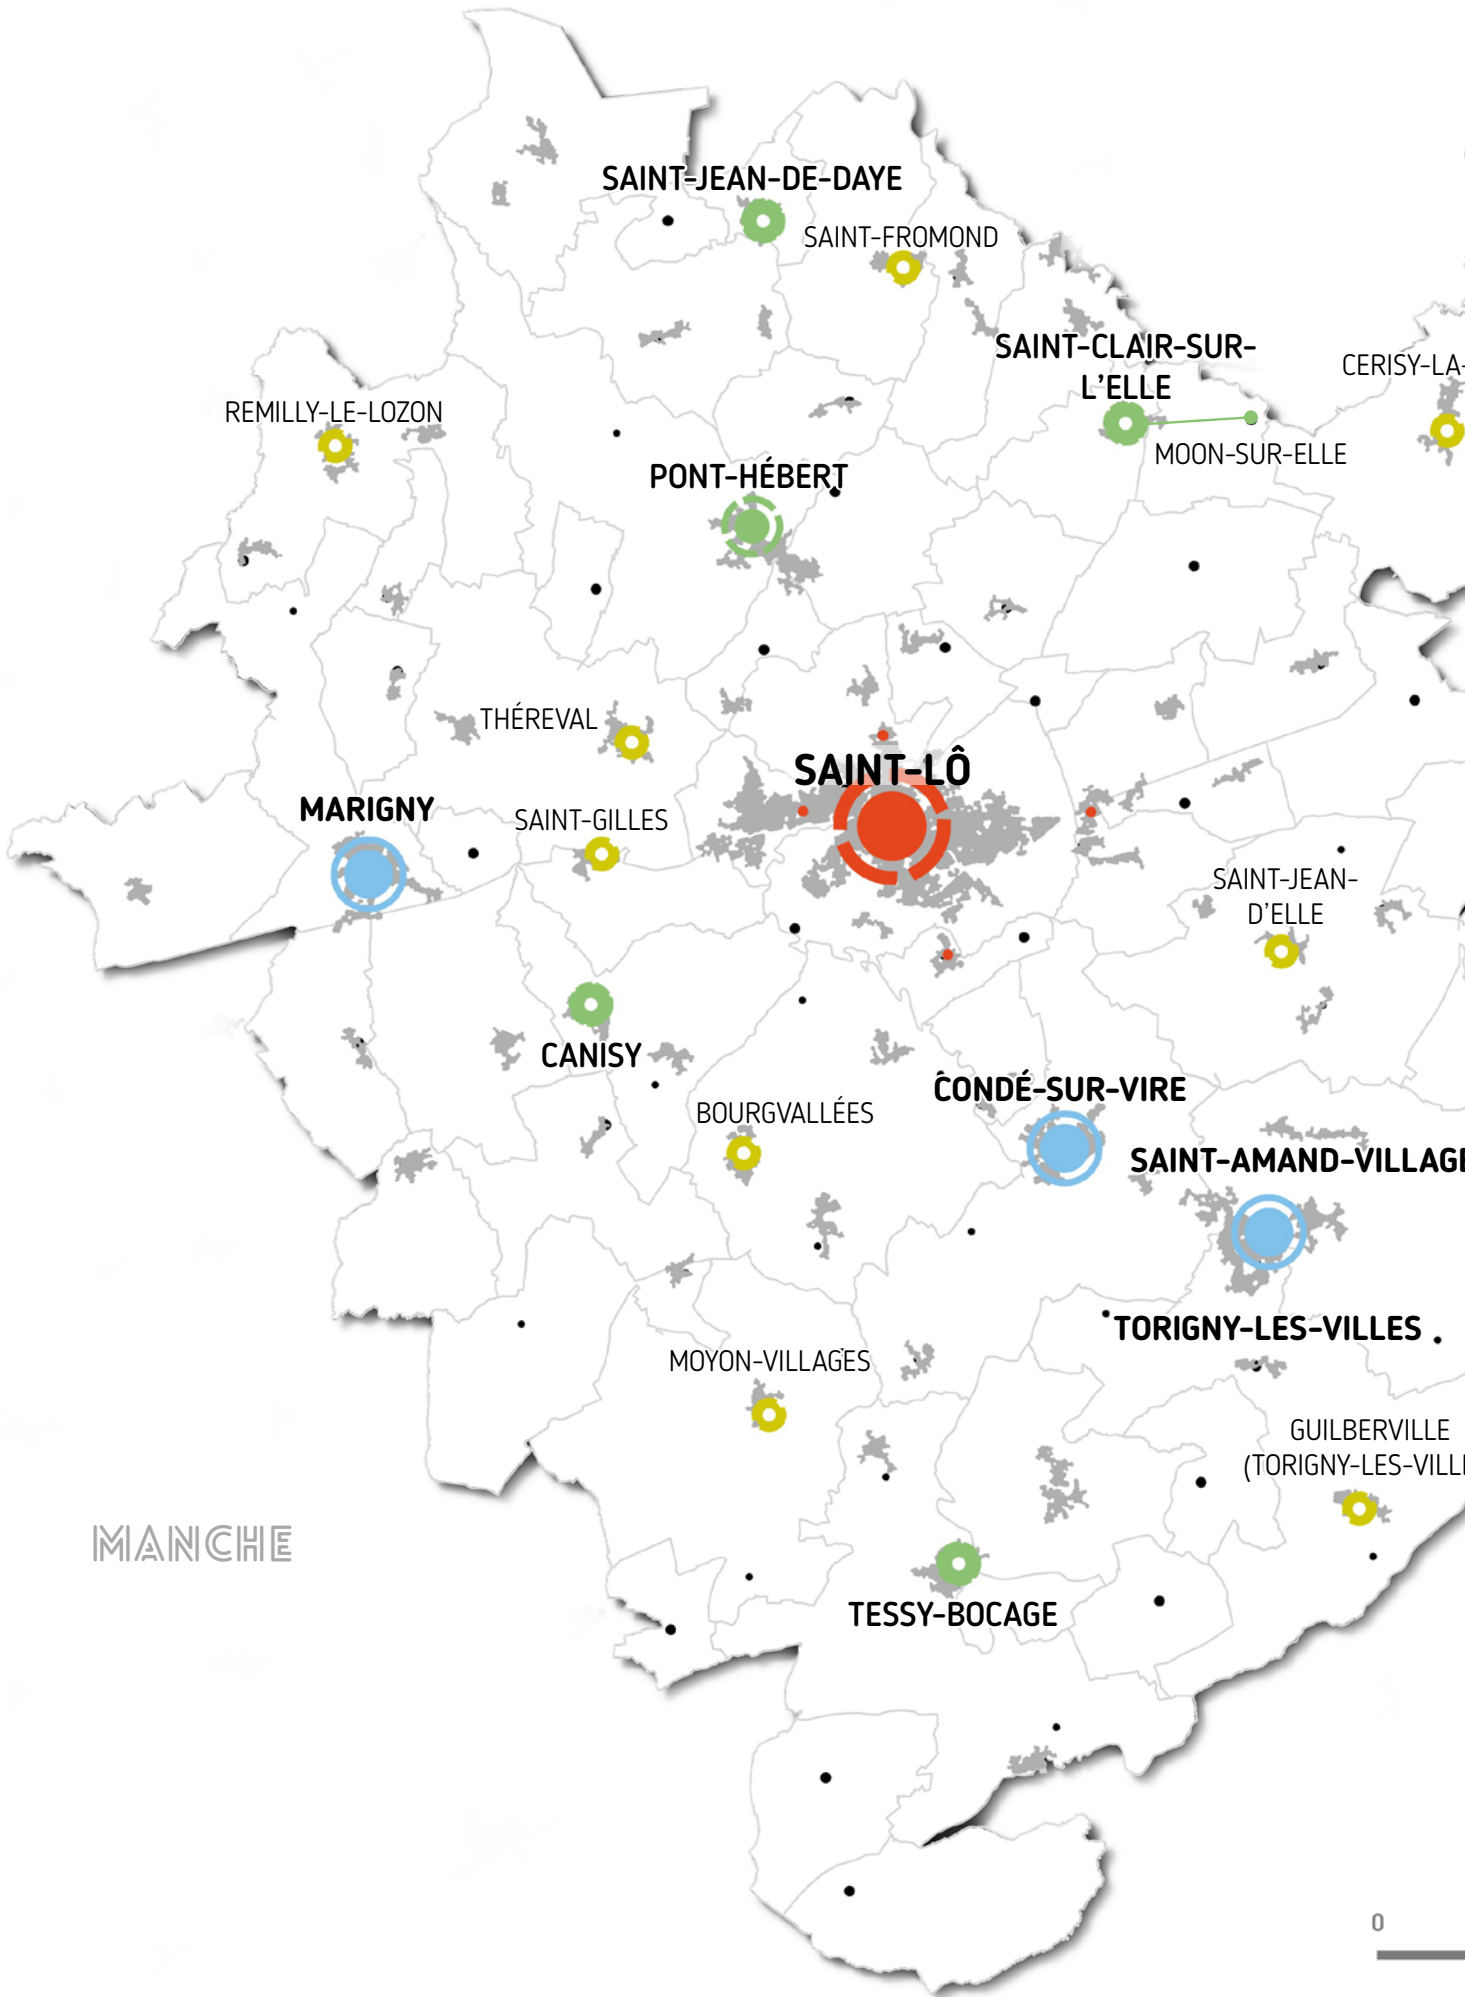 SAINT-JEAN-DE-DAYE
SAINT-FROMOND
SAINT-CLAIR-SUR-
L'ELLE
CERISY-LA-
REMILLY-LE-LOZON
MOON-SUR-ELLE
PONT-HÉBERT
THÉREVAL
SAINT-LÔ
MARIGNY
SAINT-GILLES
SAINT-JEAN-
D'ELLE
CANISY
CONDÉ-SUR-VIRE
BOURGVALLÉES
SAINT-AMAND-VILLAGE
TORIGNY-LES-VILLES
MOYON-VILLAGES
GUILBERVILLE
(TORIGNY-LES-VILL
MANCHE
TESSY-BOCAGE
0